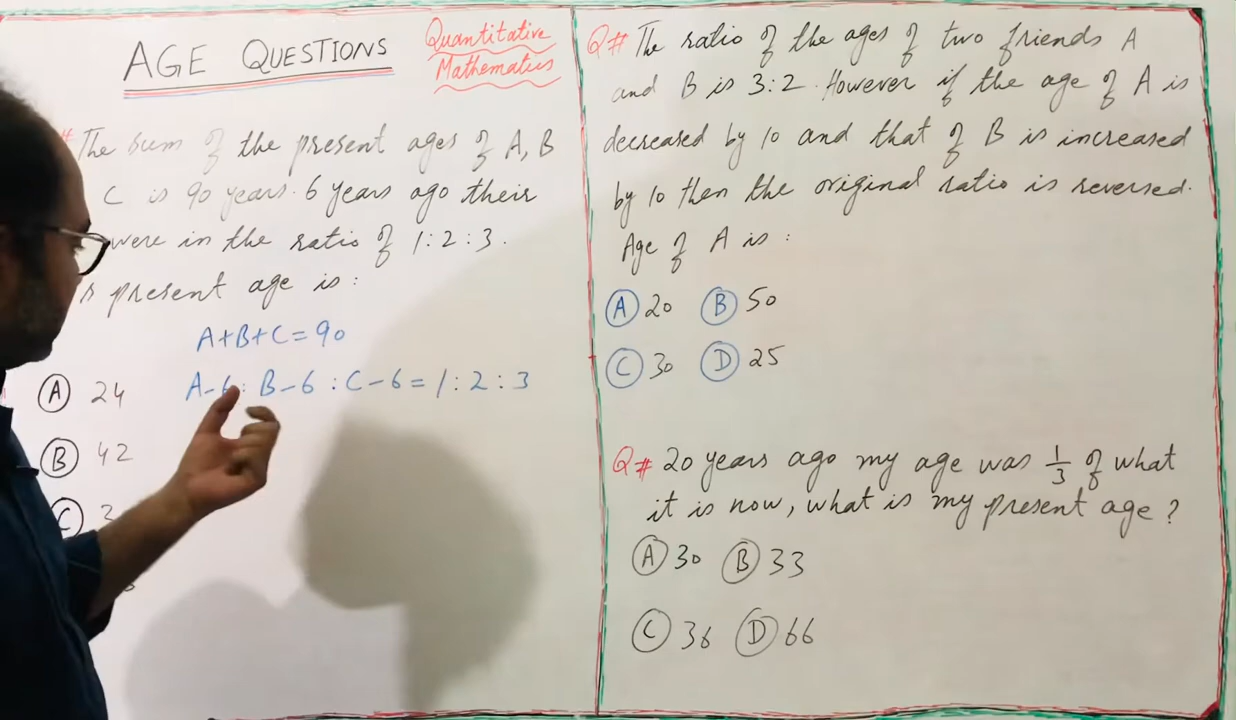 AGE QUESTIONS
Quantitative
Mathematics
# The sum of the present ages of A, B
C is 90 years. 6 years ago their
were in the ratio of 1:2:3.
present age is:
A+B+C=90
A-6: B-6 : C-6 = 1:2:3
(A) 24
(B) 42
(C)
Q# The ratio of the ages of two friends A
and B is 3:2. However if the age of A is
decreased by 10 and that of B is increased
by 10 then the original ratio is reversed.
Age of A is:
(A) 20 (B) 50
(C) 30 (D) 25
Q# 20 years ago my age was 1/3 of what
it is now, what is my present age?
(A) 30 (B) 33
(C) 36 (D) 66